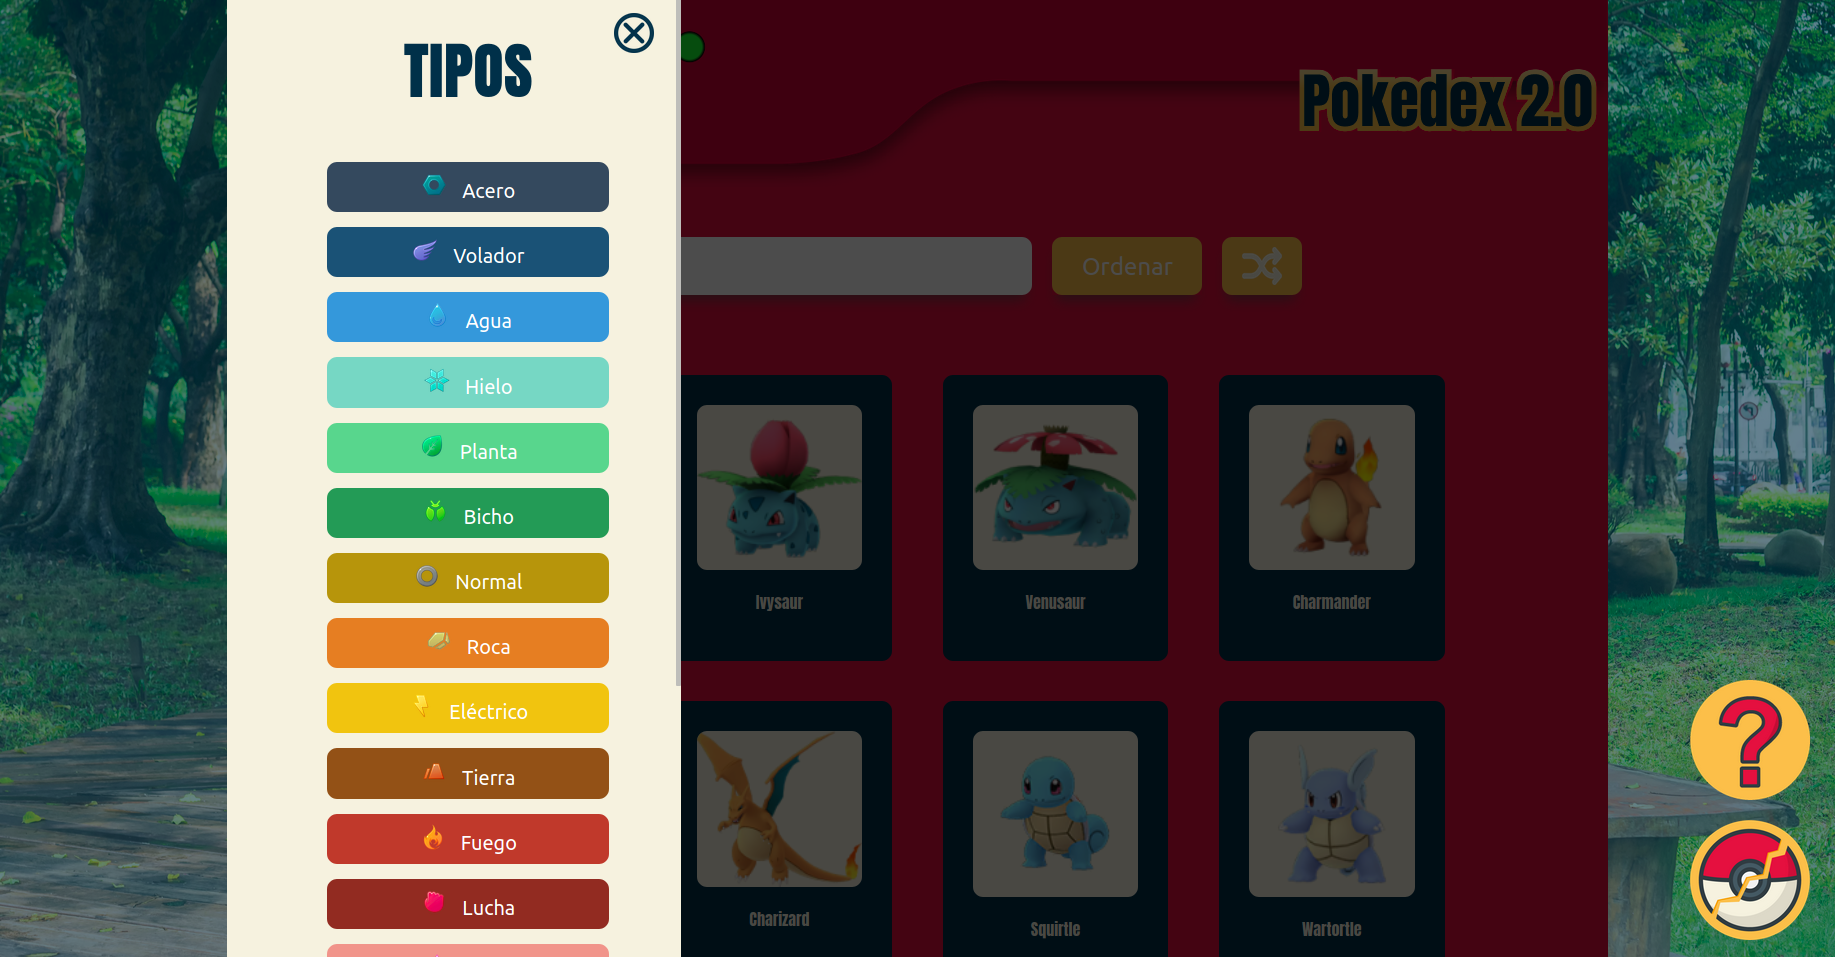 TIPOS
Acero
Volador
Agua
Hielo
Planta
Bicho
Normal
Roca
Eléctrico
Tierra
Fuego
Lucha
Pokedex 2.0
Ordenar
Ivysaur
Venusaur
Charmander
Charizard
Squirtle
Wartortle
?